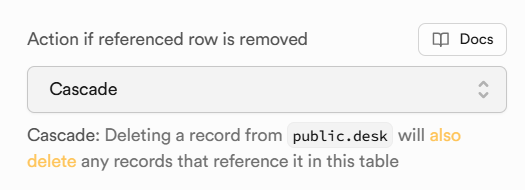 Action if referenced row is removed
Docs
Cascade
Cascade: Deleting a record from public.desk will also
delete any records that reference it in this table